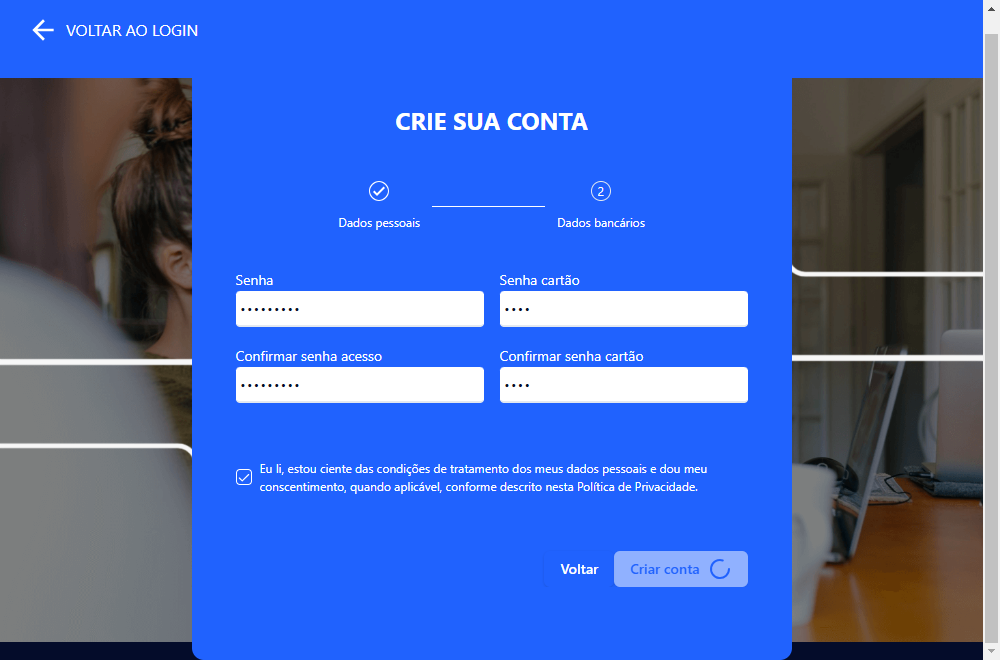 VOLTAR AO LOGIN
CRIE SUA CONTA
2
Dados pessoais
Dados bancários
Senha
Senha cartão
•••••••••
••••
Confirmar senha acesso
Confirmar senha cartão
•••••••••
••••
Eu li, estou ciente das condições de tratamento dos meus dados pessoais e dou meu
conscentimento, quando aplicável, conforme descrito nesta Política de Privacidade.
Voltar
Criar conta